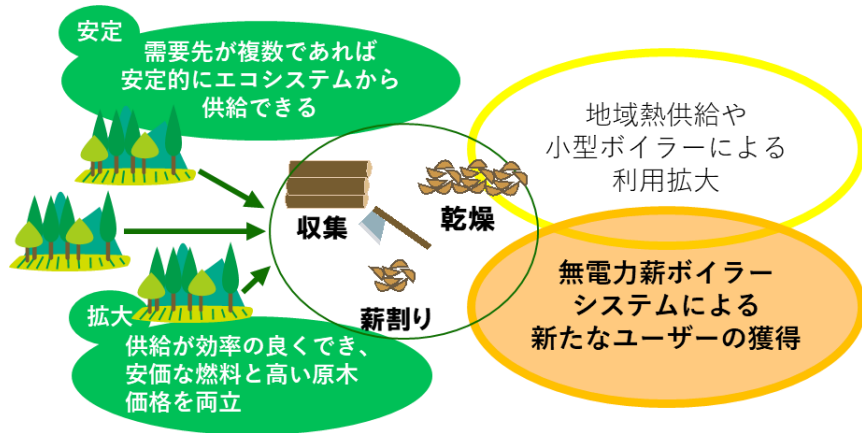 安定
需要先が複数であれば
安定的にエコシステムから
供給できる
地域熱供給や
小型ボイラーによる
利用拡大
収集
乾燥
薪割り
無電力薪ボイラー
システムによる
新たなユーザーの獲得
拡大
供給が効率の良くでき、
安価な燃料と高い原木
価格を両立